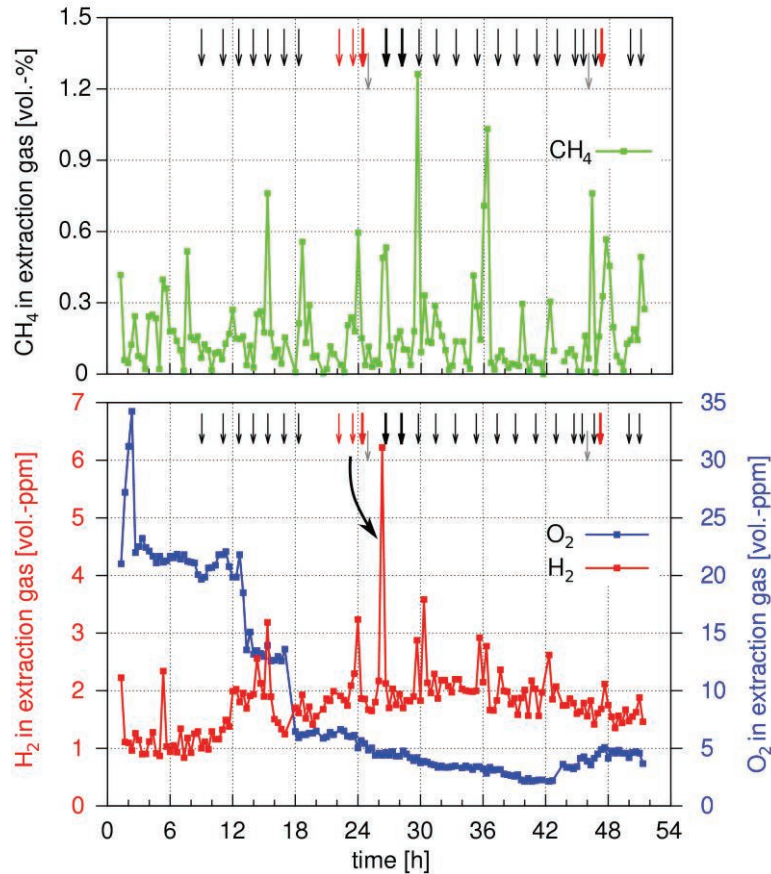 CH4 in extraction gas [vol.-%]
1.5
1.2
0.9
0.6
0.3
0
CH4
H2 in extraction gas [vol.-ppm]
7
6
5
4
3
2
1
0
O2
H2
35
30
25
20
15
10
5
0
O2 in extraction gas [vol.-ppm]
0 6 12 18 24 30 36 42 48 54
time [h]